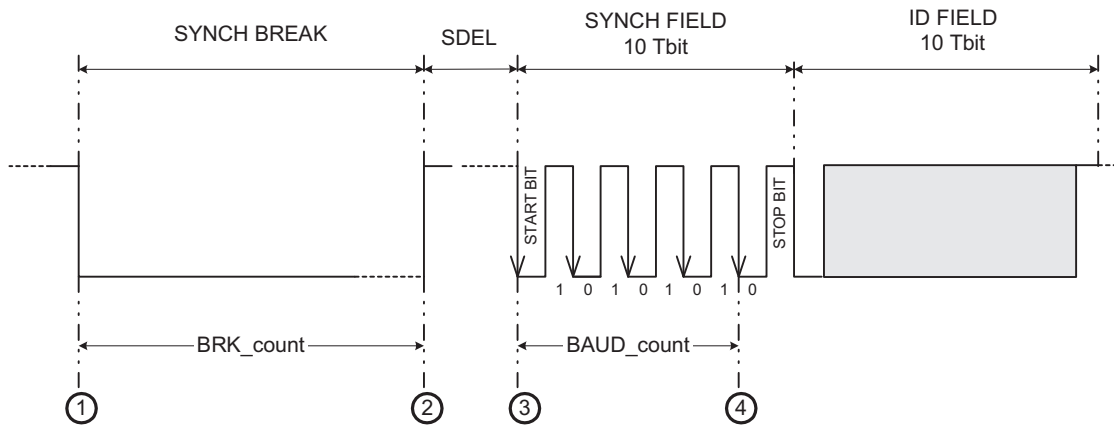 SYNCH BREAK
SDEL
SYNCH FIELD
10 Tbit
ID FIELD
10 Tbit
START BIT
STOP BIT
1 0 1 0 1 0 1 0
BRK_count
BAUD_count
1
2
3
4